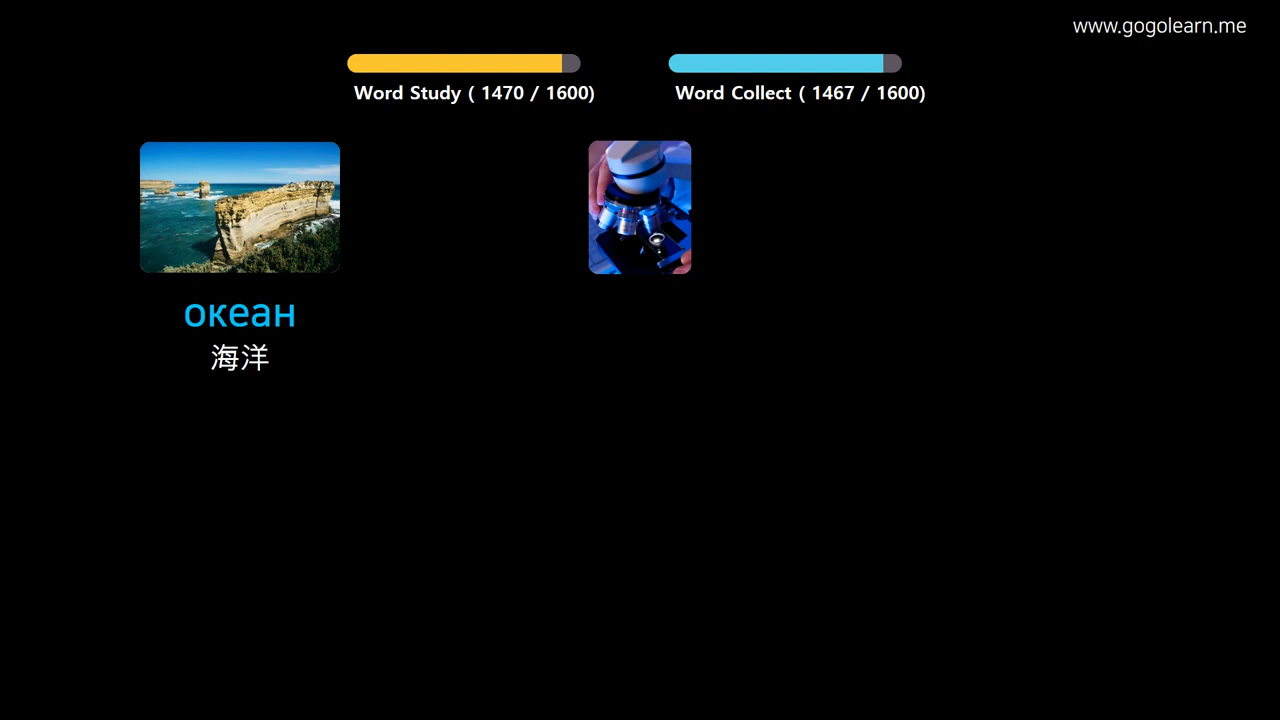 www.gogolearn.me
Word Study ( 1470 / 1600)
Word Collect ( 1467 / 1600)
океан
海洋